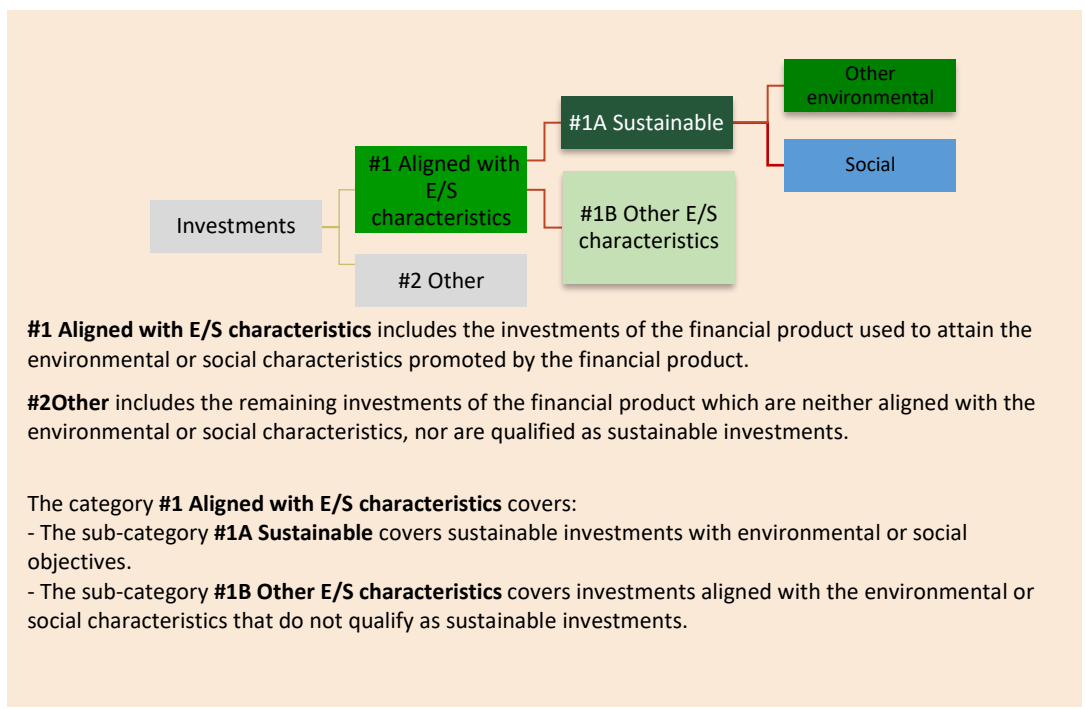 Other
environmental
#1A Sustainable
#1 Aligned with
E/S
characteristics
Social
Investments
#1B Other E/S
characteristics
#2 Other
#1 Aligned with E/S characteristics includes the investments of the financial product used to attain the
environmental or social characteristics promoted by the financial product.
#2Other includes the remaining investments of the financial product which are neither aligned with the
environmental or social characteristics, nor are qualified as sustainable investments.
The category #1 Aligned with E/S characteristics covers:
- The sub-category #1A Sustainable covers sustainable investments with environmental or social
objectives.
- The sub-category #1B Other E/S characteristics covers investments aligned with the environmental or
social characteristics that do not qualify as sustainable investments.